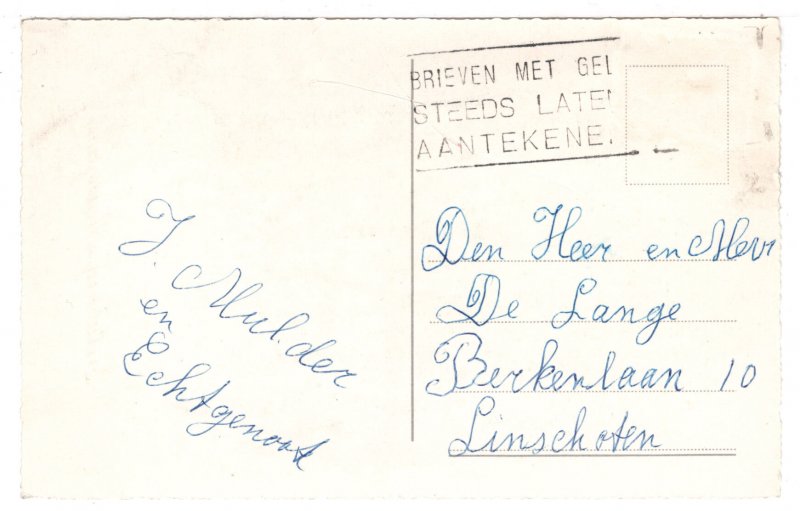 BRIEVEN MET GEL
STEEDS LATEN
AANTEKENE
J. Mulder
en
Echtgenoot
Den Heer en Mevr
De Lange
Berkenlaan 10
Linschoten